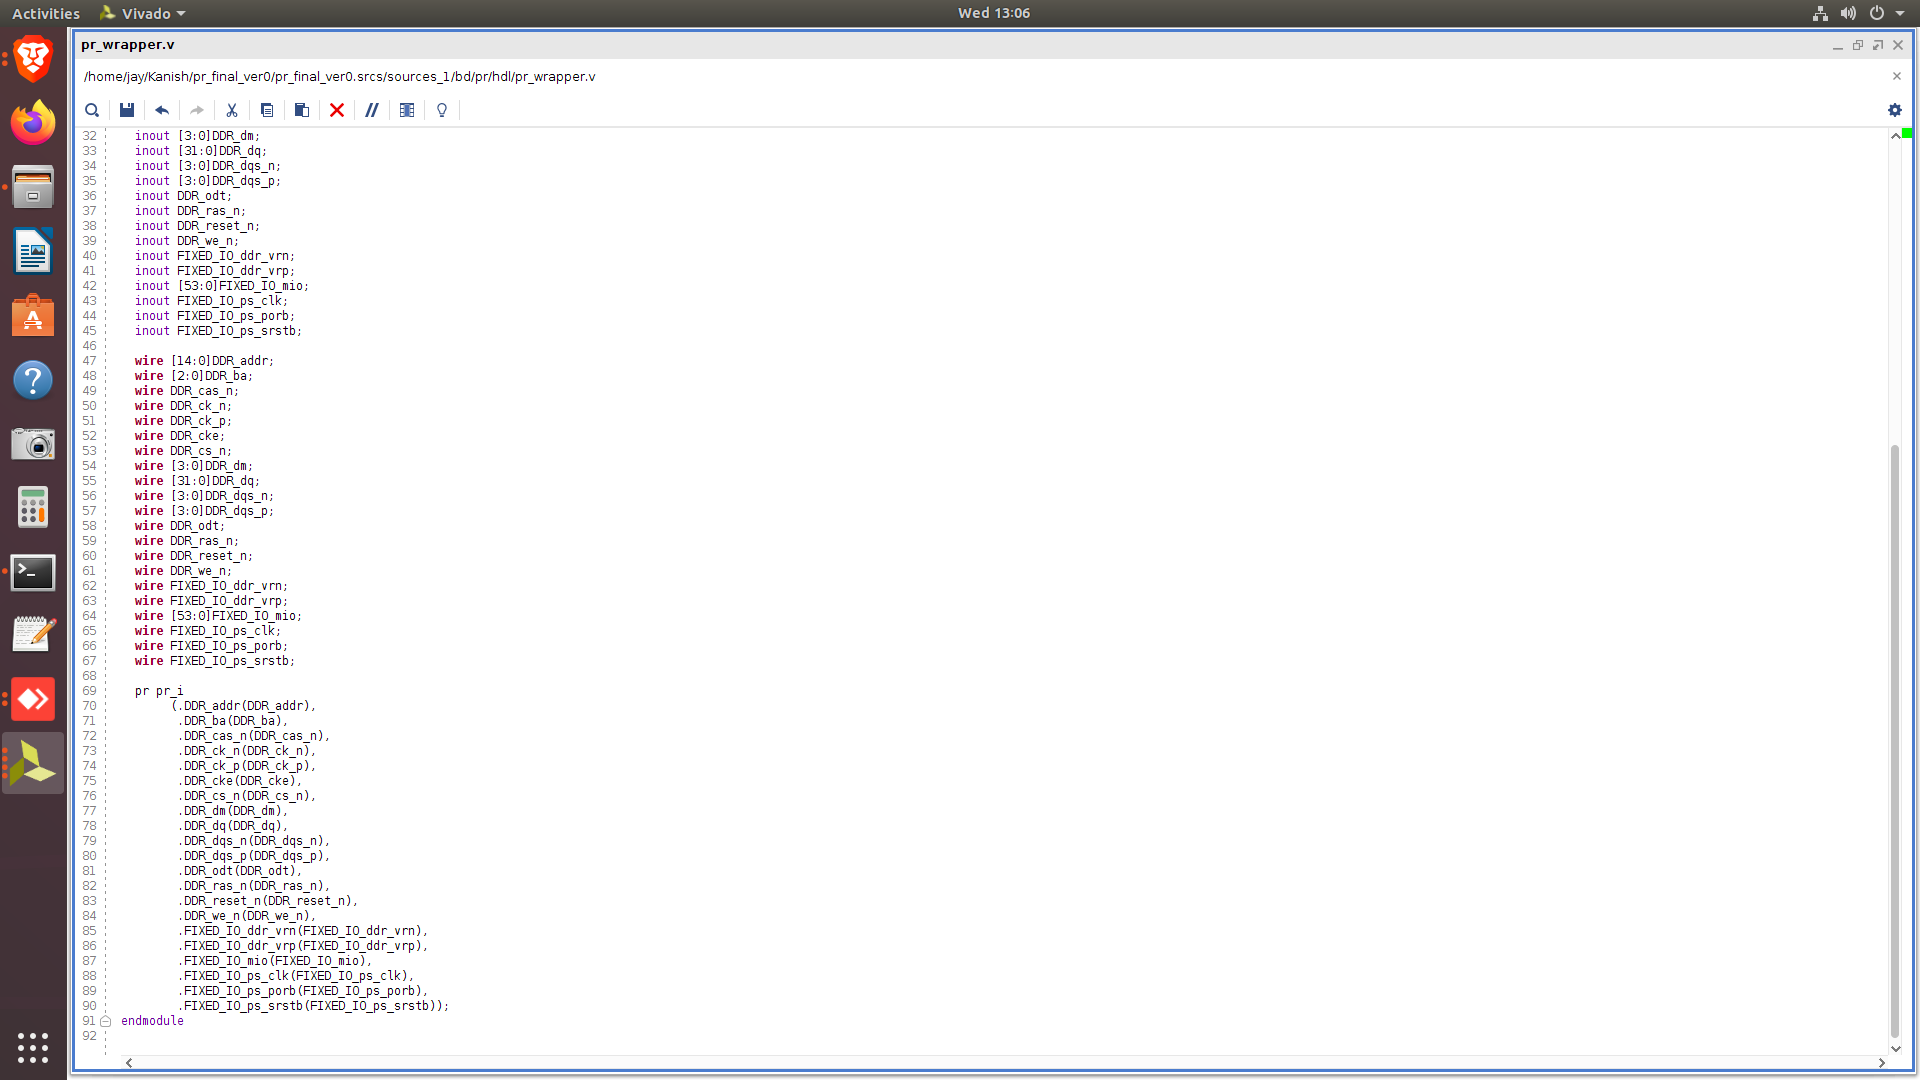 Activities Vivado Wed 13:06
pr_wrapper.v
/home/jay/Kanish/pr_final_ver0/pr_final_ver0.srcs/sources_1/bd/pr/hdl/pr_wrapper.v
32 inout [3:0]DDR_dm;
33 inout [31:0]DDR_dq;
34 inout [3:0]DDR_dqs_n;
35 inout [3:0]DDR_dqs_p;
36 inout DDR_odt;
37 inout DDR_ras_n;
38 inout DDR_reset_n;
39 inout DDR_we_n;
40 inout FIXED_IO_ddr_vrn;
41 inout FIXED_IO_ddr_vrp;
42 inout [53:0]FIXED_IO_mio;
43 inout FIXED_IO_ps_clk;
44 inout FIXED_IO_ps_porb;
45 inout FIXED_IO_ps_srstb;
46
47 wire [14:0]DDR_addr;
48 wire [2:0]DDR_ba;
49 wire DDR_cas_n;
50 wire DDR_ck_n;
51 wire DDR_ck_p;
52 wire DDR_cke;
53 wire DDR_cs_n;
54 wire [3:0]DDR_dm;
55 wire [31:0]DDR_dq;
56 wire [3:0]DDR_dqs_n;
57 wire [3:0]DDR_dqs_p;
58 wire DDR_odt;
59 wire DDR_ras_n;
60 wire DDR_reset_n;
61 wire DDR_we_n;
62 wire FIXED_IO_ddr_vrn;
63 wire FIXED_IO_ddr_vrp;
64 wire [53:0]FIXED_IO_mio;
65 wire FIXED_IO_ps_clk;
66 wire FIXED_IO_ps_porb;
67 wire FIXED_IO_ps_srstb;
68
69 pr pr_i
70 (.DDR_addr(DDR_addr),
71 .DDR_ba(DDR_ba),
72 .DDR_cas_n(DDR_cas_n),
73 .DDR_ck_n(DDR_ck_n),
74 .DDR_ck_p(DDR_ck_p),
75 .DDR_cke(DDR_cke),
76 .DDR_cs_n(DDR_cs_n),
77 .DDR_dm(DDR_dm),
78 .DDR_dq(DDR_dq),
79 .DDR_dqs_n(DDR_dqs_n),
80 .DDR_dqs_p(DDR_dqs_p),
81 .DDR_odt(DDR_odt),
82 .DDR_ras_n(DDR_ras_n),
83 .DDR_reset_n(DDR_reset_n),
84 .DDR_we_n(DDR_we_n),
85 .FIXED_IO_ddr_vrn(FIXED_IO_ddr_vrn),
86 .FIXED_IO_ddr_vrp(FIXED_IO_ddr_vrp),
87 .FIXED_IO_mio(FIXED_IO_mio),
88 .FIXED_IO_ps_clk(FIXED_IO_ps_clk),
89 .FIXED_IO_ps_porb(FIXED_IO_ps_porb),
90 .FIXED_IO_ps_srstb(FIXED_IO_ps_srstb));
91 endmodule
92